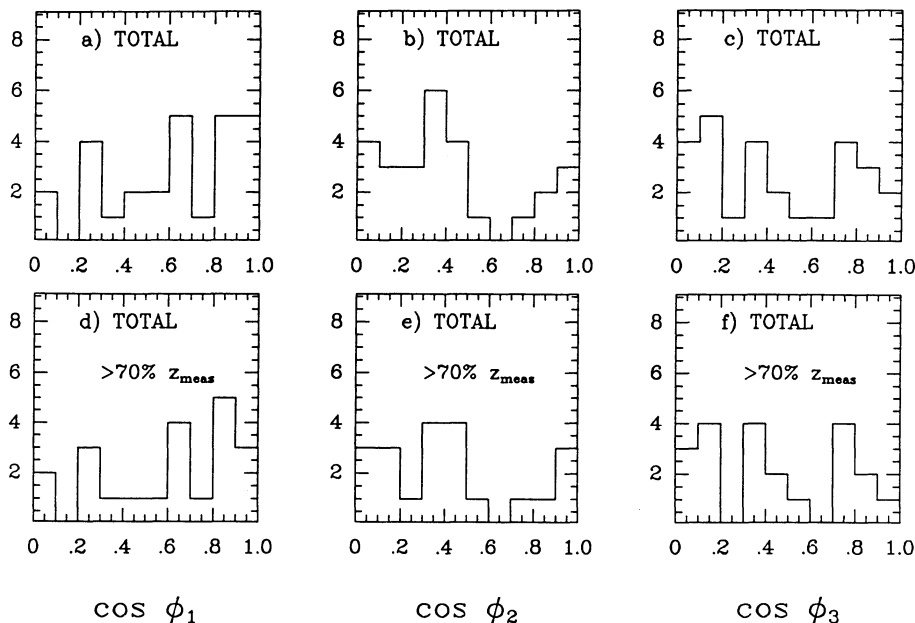 a) TOTAL
b) TOTAL
c) TOTAL
8
6
4
2
0 .2 .4 .6 .8 1.0
8
6
4
2
0 .2 .4 .6 .8 1.0
8
6
4
2
0 .2 .4 .6 .8 1.0
d) TOTAL
>70% z_meas
e) TOTAL
>70% z_meas
f) TOTAL
>70% z_meas
8
6
4
2
0 .2 .4 .6 .8 1.0
8
6
4
2
0 .2 .4 .6 .8 1.0
8
6
4
2
0 .2 .4 .6 .8 1.0
cos ϕ₁
cos ϕ₂
cos ϕ₃